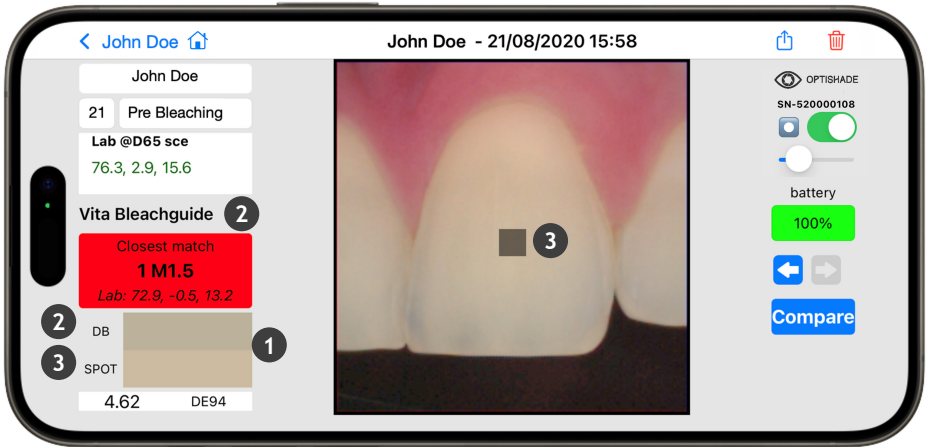 John Doe
John Doe - 21/08/2020 15:58
John Doe
21 Pre Bleaching
Lab @D65 sce
76.3, 2.9, 15.6
Vita Bleachguide 2
Closest match
1 M1.5
Lab: 72.9, -0.5, 13.2
2 DB
1
3 SPOT
4.62 DE94
3
OPTISHADE
SN-520000108
battery
100%
Compare